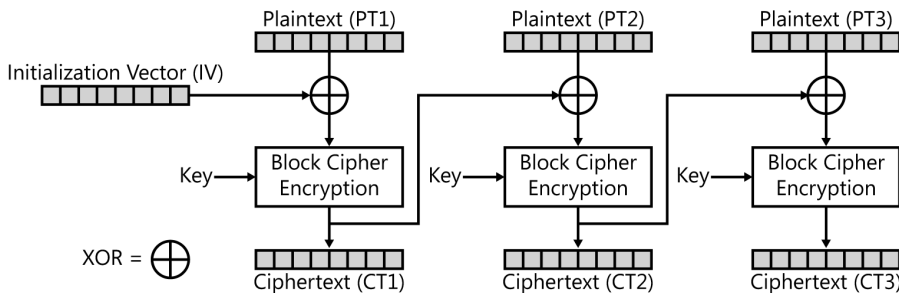 Plaintext (PT1)
Plaintext (PT2)
Plaintext (PT3)
Initialization Vector (IV)
Key
Block Cipher
Encryption
Key
Block Cipher
Encryption
Key
Block Cipher
Encryption
XOR =
Ciphertext (CT1)
Ciphertext (CT2)
Ciphertext (CT3)